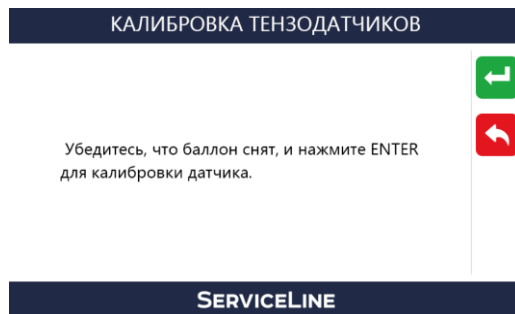 КАЛИБРОВКА ТЕНЗОДАТЧИКОВ
Убедитесь, что баллон снят, и нажмите ENTER
для калибровки датчика.
SERVICELINE